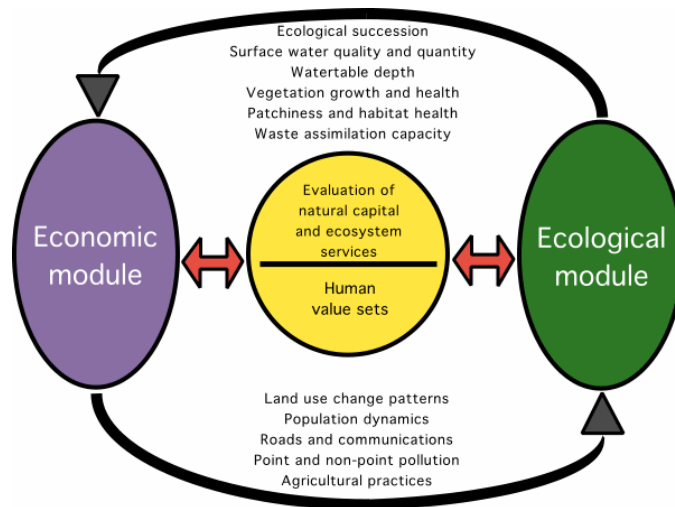 Ecological succession
Surface water quality and quantity
Watertable depth
Vegetation growth and health
Patchiness and habitat health
Waste assimilation capacity
Economic
module
Evaluation of
natural capital
and ecosystem
services
Human
value sets
Ecological
module
Land use change patterns
Population dynamics
Roads and communications
Point and non-point pollution
Agricultural practices